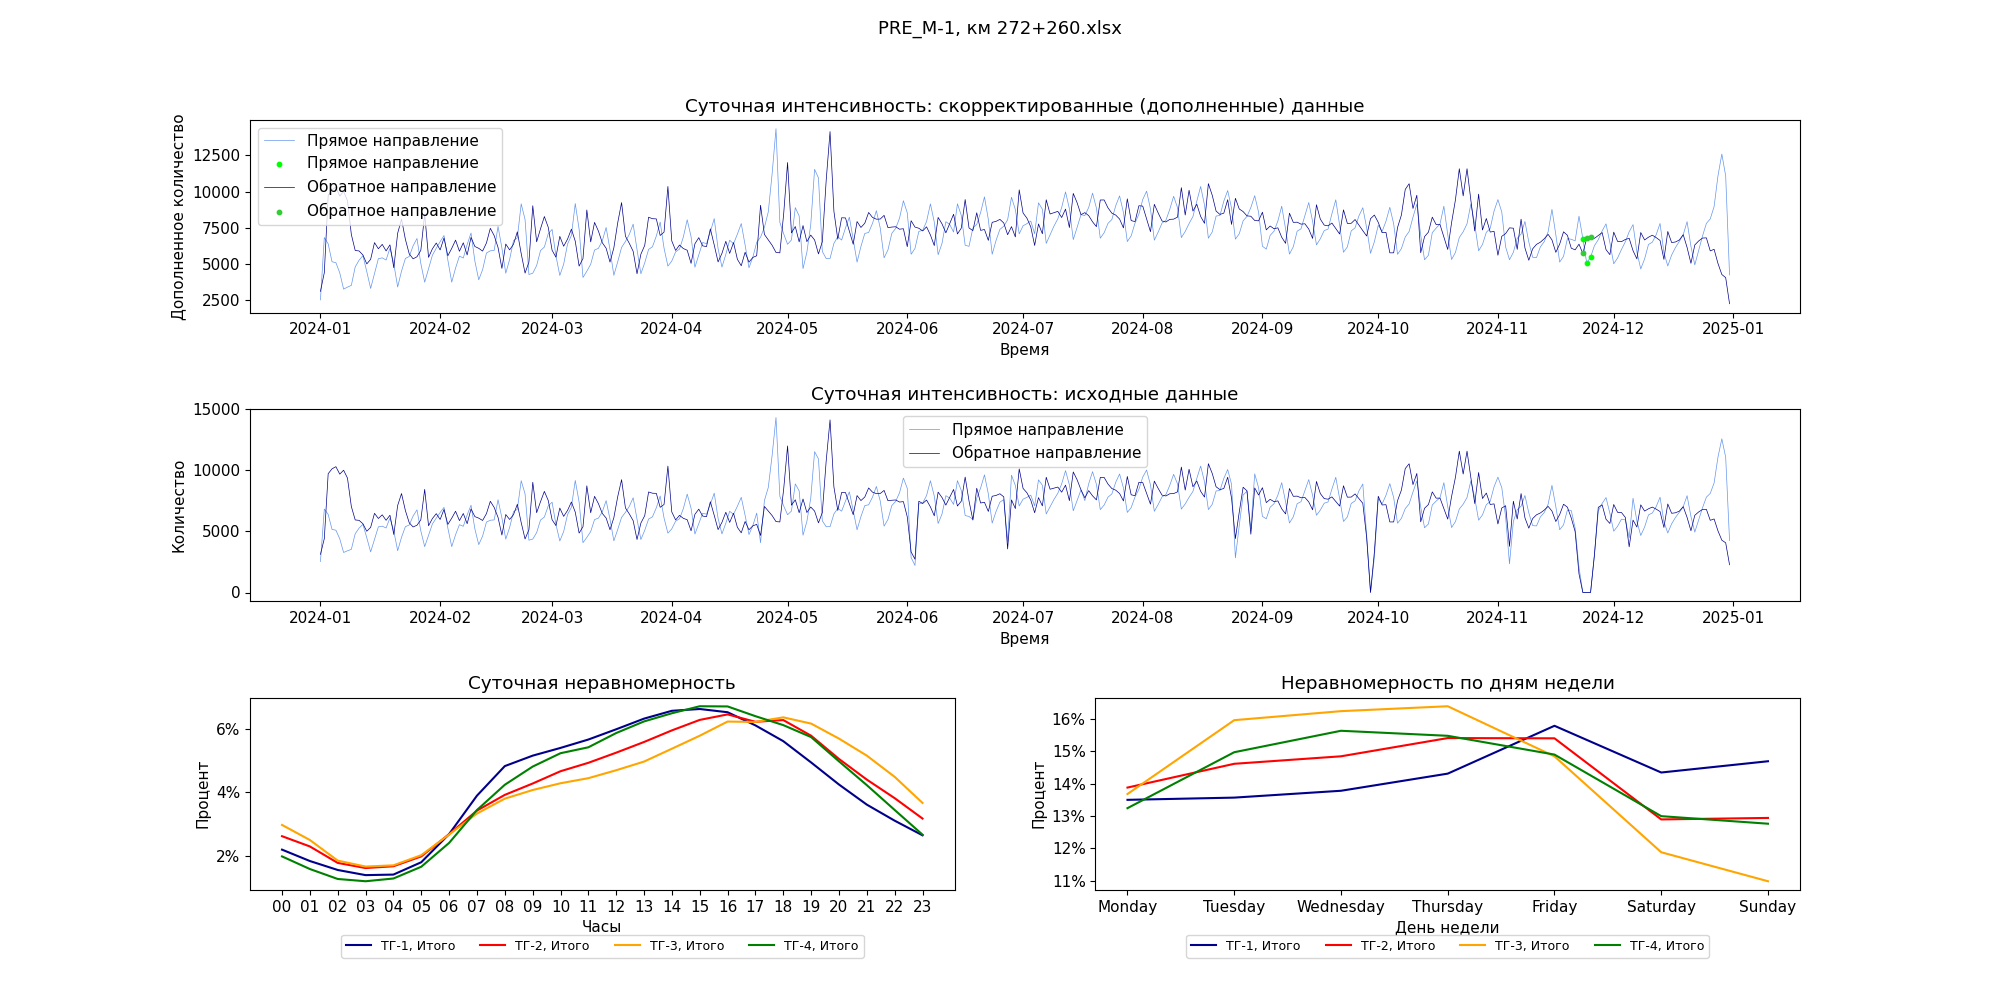 PRE_M-1, км 272+260.xlsx
Суточная интенсивность: скорректированные (дополненные) данные
Дополненное количество
12500
10000
7500
5000
2500
Прямое направление
Прямое направление
Обратное направление
Обратное направление
2024-01 2024-02 2024-03 2024-04 2024-05 2024-06 2024-07 2024-08 2024-09 2024-10 2024-11 2024-12 2025-01
Время
Суточная интенсивность: исходные данные
Количество
15000
10000
5000
0
Прямое направление
Обратное направление
2024-01 2024-02 2024-03 2024-04 2024-05 2024-06 2024-07 2024-08 2024-09 2024-10 2024-11 2024-12 2025-01
Время
Суточная неравномерность
Процент
6%
4%
2%
00 01 02 03 04 05 06 07 08 09 10 11 12 13 14 15 16 17 18 19 20 21 22 23
Часы
ТГ-1, Итого ТГ-2, Итого ТГ-3, Итого ТГ-4, Итого
Неравномерность по дням недели
Процент
16%
15%
14%
13%
12%
11%
Monday Tuesday Wednesday Thursday Friday Saturday Sunday
День недели
ТГ-1, Итого ТГ-2, Итого ТГ-3, Итого ТГ-4, Итого